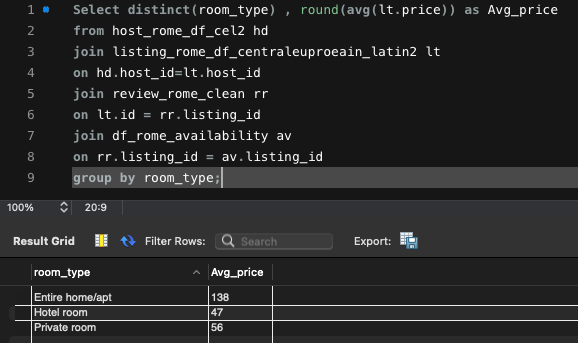 1 Select distinct(room_type) , round(avg(lt.price)) as Avg_price
2 from host_rome_df_cel2 hd
3 join listing_rome_df_centraleuproeain_latin2 lt
4 on hd.host_id=lt.host_id
5 join review_rome_clean rr
6 on lt.id = rr.listing_id
7 join df_rome_availability av
8 on rr.listing_id = av.listing_id
9 group by room_type;
100% 20:9
Result Grid Filter Rows: Search Export:
room_type Avg_price
Entire home/apt 138
Hotel room 47
Private room 56